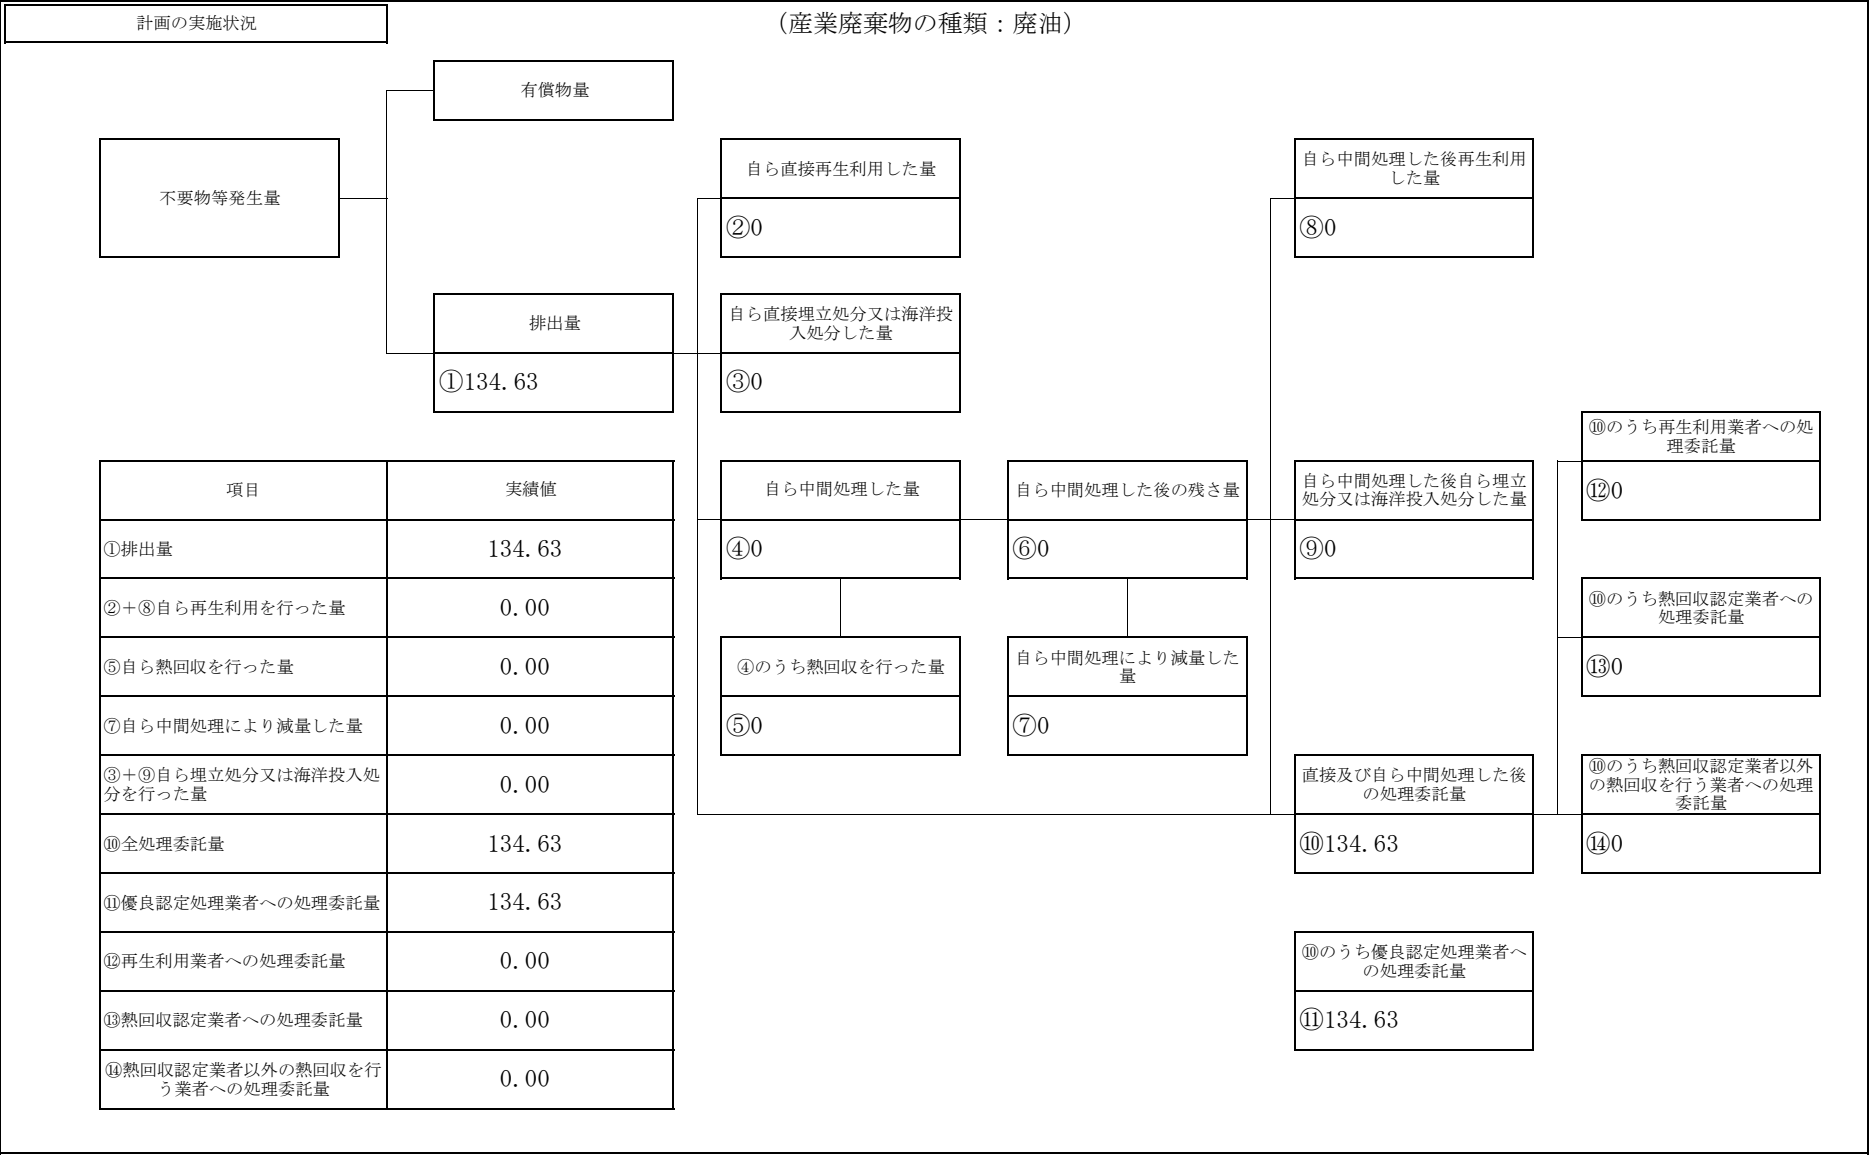 計画の実施状況
（産業廃棄物の種類：廃油）
有償物量
不要物等発生量
自ら直接再生利用した量
②0
自ら中間処理した後再生利用
した量
⑧0
排出量
①134.63
自ら直接埋立処分又は海洋投
入処分した量
③0
⑩のうち再生利用業者への処
理委託量
⑫0
自ら中間処理した量
④0
自ら中間処理した後の残さ量
⑥0
自ら中間処理した後自ら埋立
処分又は海洋投入処分した量
⑨0
⑩のうち熱回収認定業者への
処理委託量
⑬0
④のうち熱回収を行った量
⑤0
自ら中間処理により減量した
量
⑦0
直接及び自ら中間処理した後
の処理委託量
⑩134.63
⑩のうち熱回収認定業者以外
の熱回収を行う業者への処理
委託量
⑭0
⑩のうち優良認定処理業者へ
の処理委託量
⑪134.63
項目 実績値
①排出量 134.63
②＋⑧自ら再生利用を行った量 0.00
⑤自ら熱回収を行った量 0.00
⑦自ら中間処理により減量した量 0.00
③＋⑨自ら埋立処分又は海洋投入処
分を行った量 0.00
⑩全処理委託量 134.63
⑪優良認定処理業者への処理委託量 134.63
⑫再生利用業者への処理委託量 0.00
⑬熱回収認定業者への処理委託量 0.00
⑭熱回収認定業者以外の熱回収を行
う業者への処理委託量 0.00